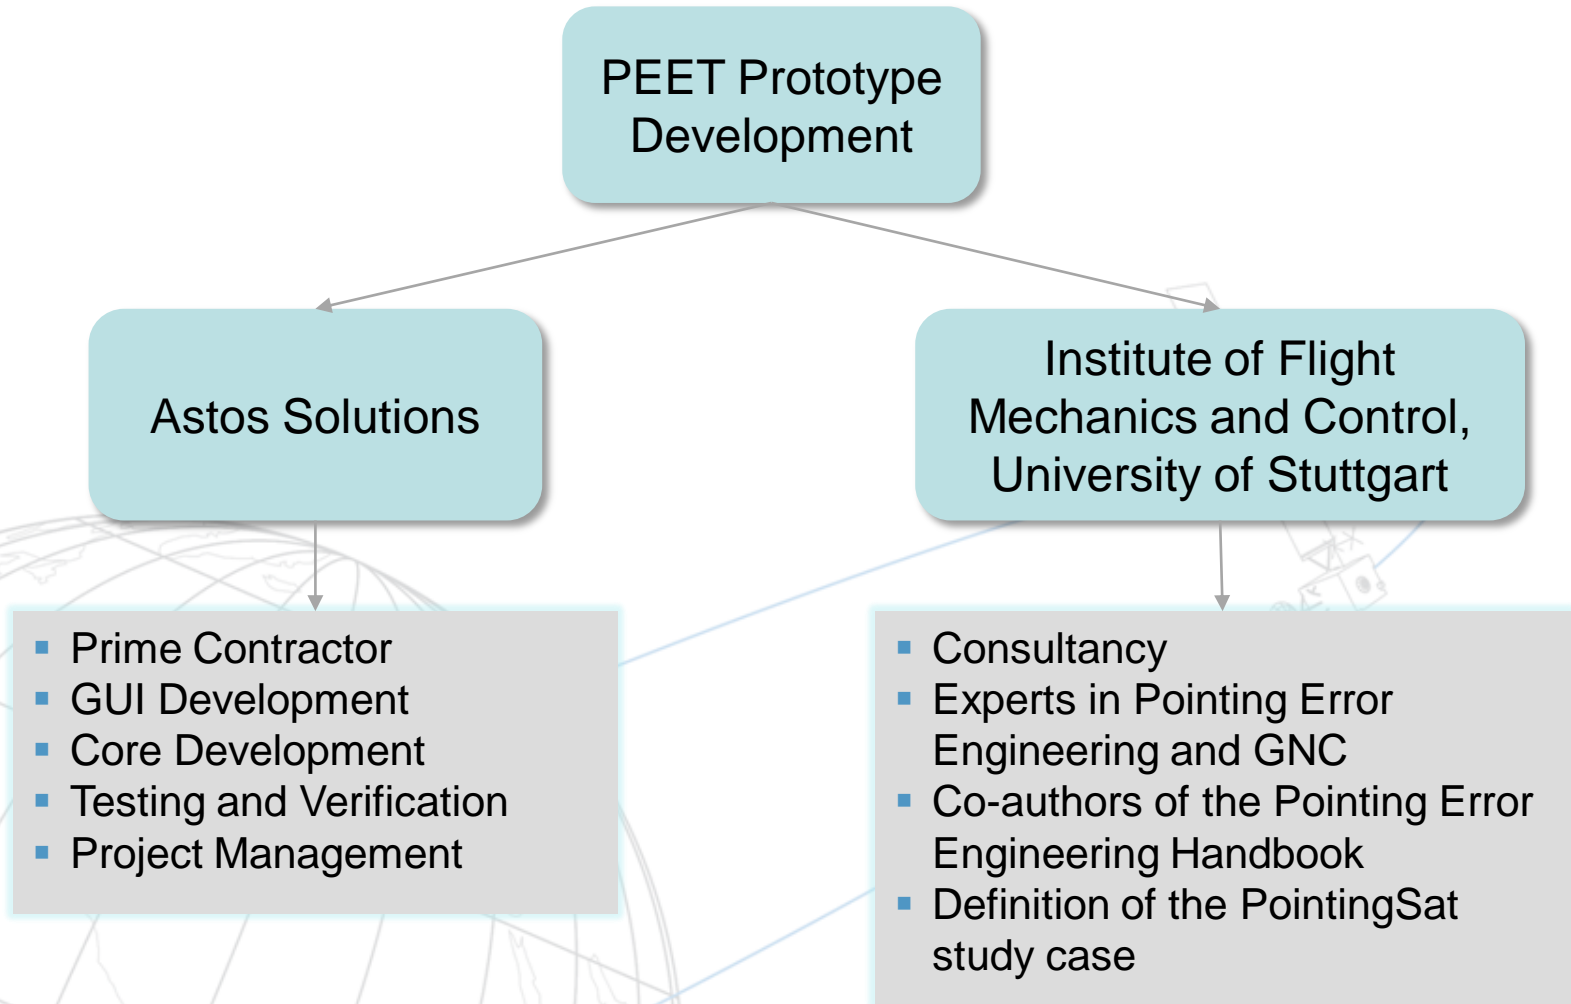 PEET Prototype
Development
Astos Solutions
Institute of Flight
Mechanics and Control,
University of Stuttgart
▪ Prime Contractor
▪ GUI Development
▪ Core Development
▪ Testing and Verification
▪ Project Management
▪ Consultancy
▪ Experts in Pointing Error
Engineering and GNC
▪ Co-authors of the Pointing Error
Engineering Handbook
▪ Definition of the PointingSat
study case